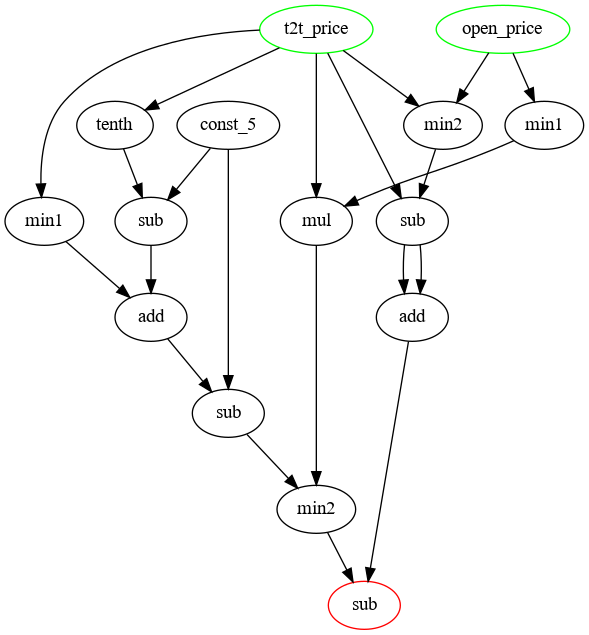 t2t_price open_price
tenth const_5 min2 min1
min1 sub mul sub
add add
sub
min2
sub